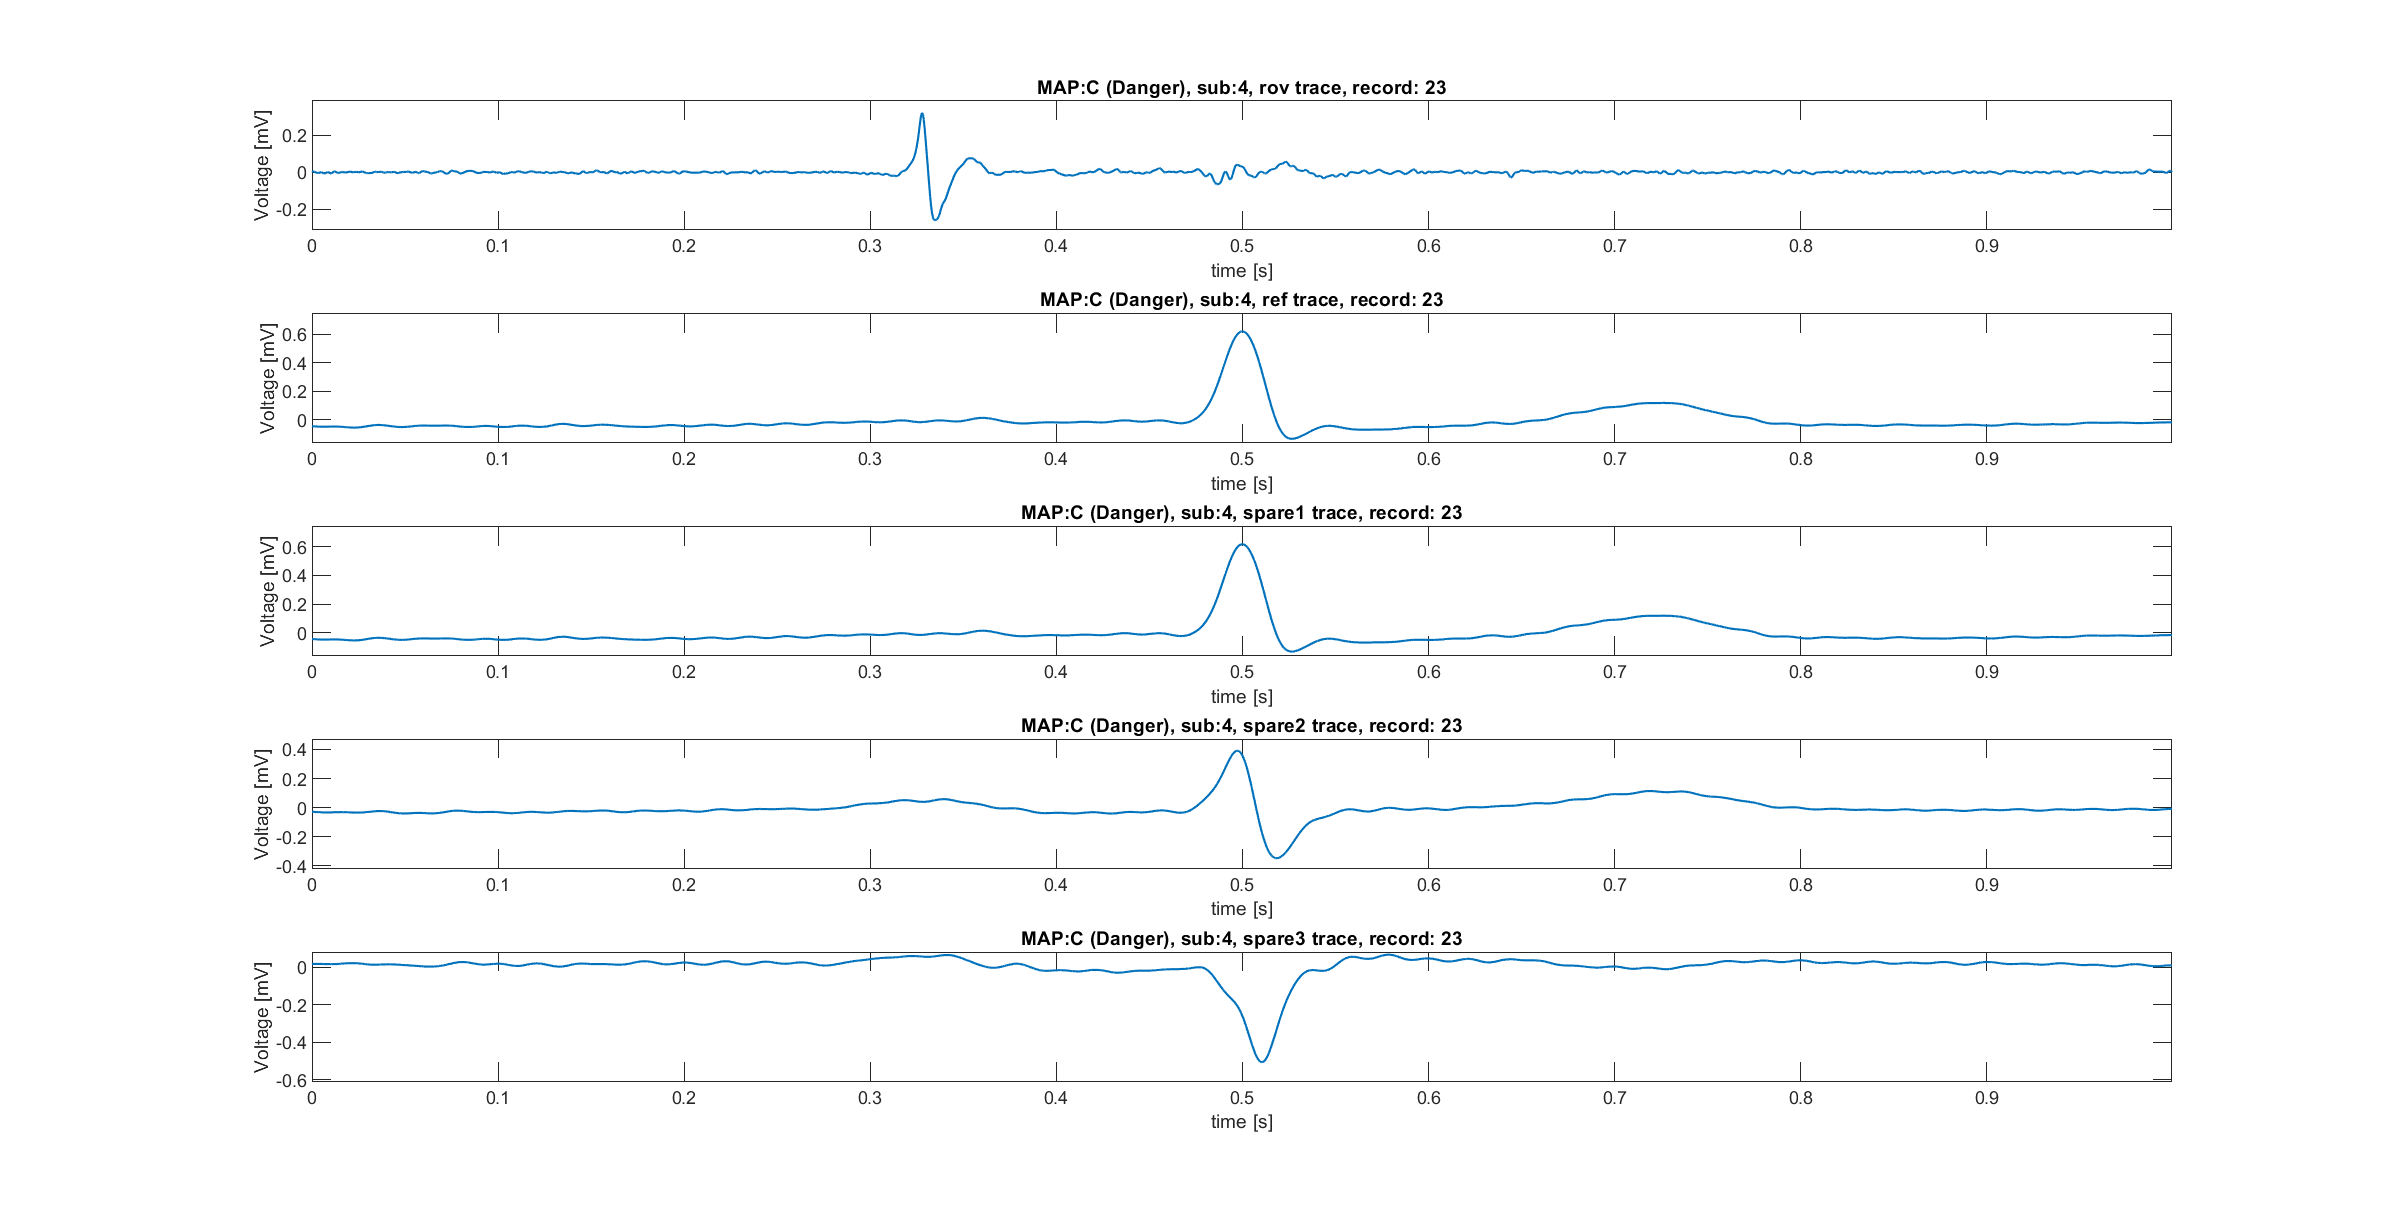 MAP:C (Danger), sub:4, rov trace, record: 23
Voltage [mV]
0.2
0
-0.2
0 0.1 0.2 0.3 0.4 0.5 0.6 0.7 0.8 0.9
time [s]
MAP:C (Danger), sub:4, ref trace, record: 23
Voltage [mV]
0.6
0.4
0.2
0
0 0.1 0.2 0.3 0.4 0.5 0.6 0.7 0.8 0.9
time [s]
MAP:C (Danger), sub:4, spare1 trace, record: 23
Voltage [mV]
0.6
0.4
0.2
0
0 0.1 0.2 0.3 0.4 0.5 0.6 0.7 0.8 0.9
time [s]
MAP:C (Danger), sub:4, spare2 trace, record: 23
Voltage [mV]
0.4
0.2
0
-0.2
-0.4
0 0.1 0.2 0.3 0.4 0.5 0.6 0.7 0.8 0.9
time [s]
MAP:C (Danger), sub:4, spare3 trace, record: 23
Voltage [mV]
0
-0.2
-0.4
-0.6
0 0.1 0.2 0.3 0.4 0.5 0.6 0.7 0.8 0.9
time [s]